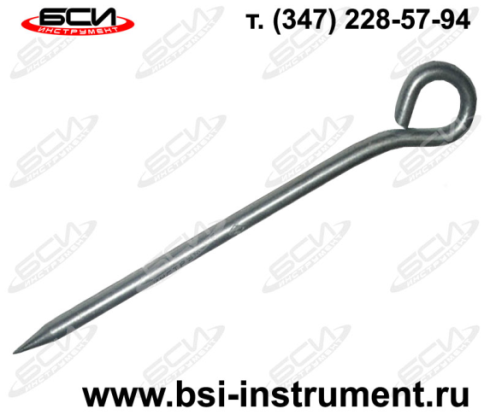 БСИ
ИНСТРУМЕНТ
т. (347) 228-57-94
www.bsi-instrument.ru